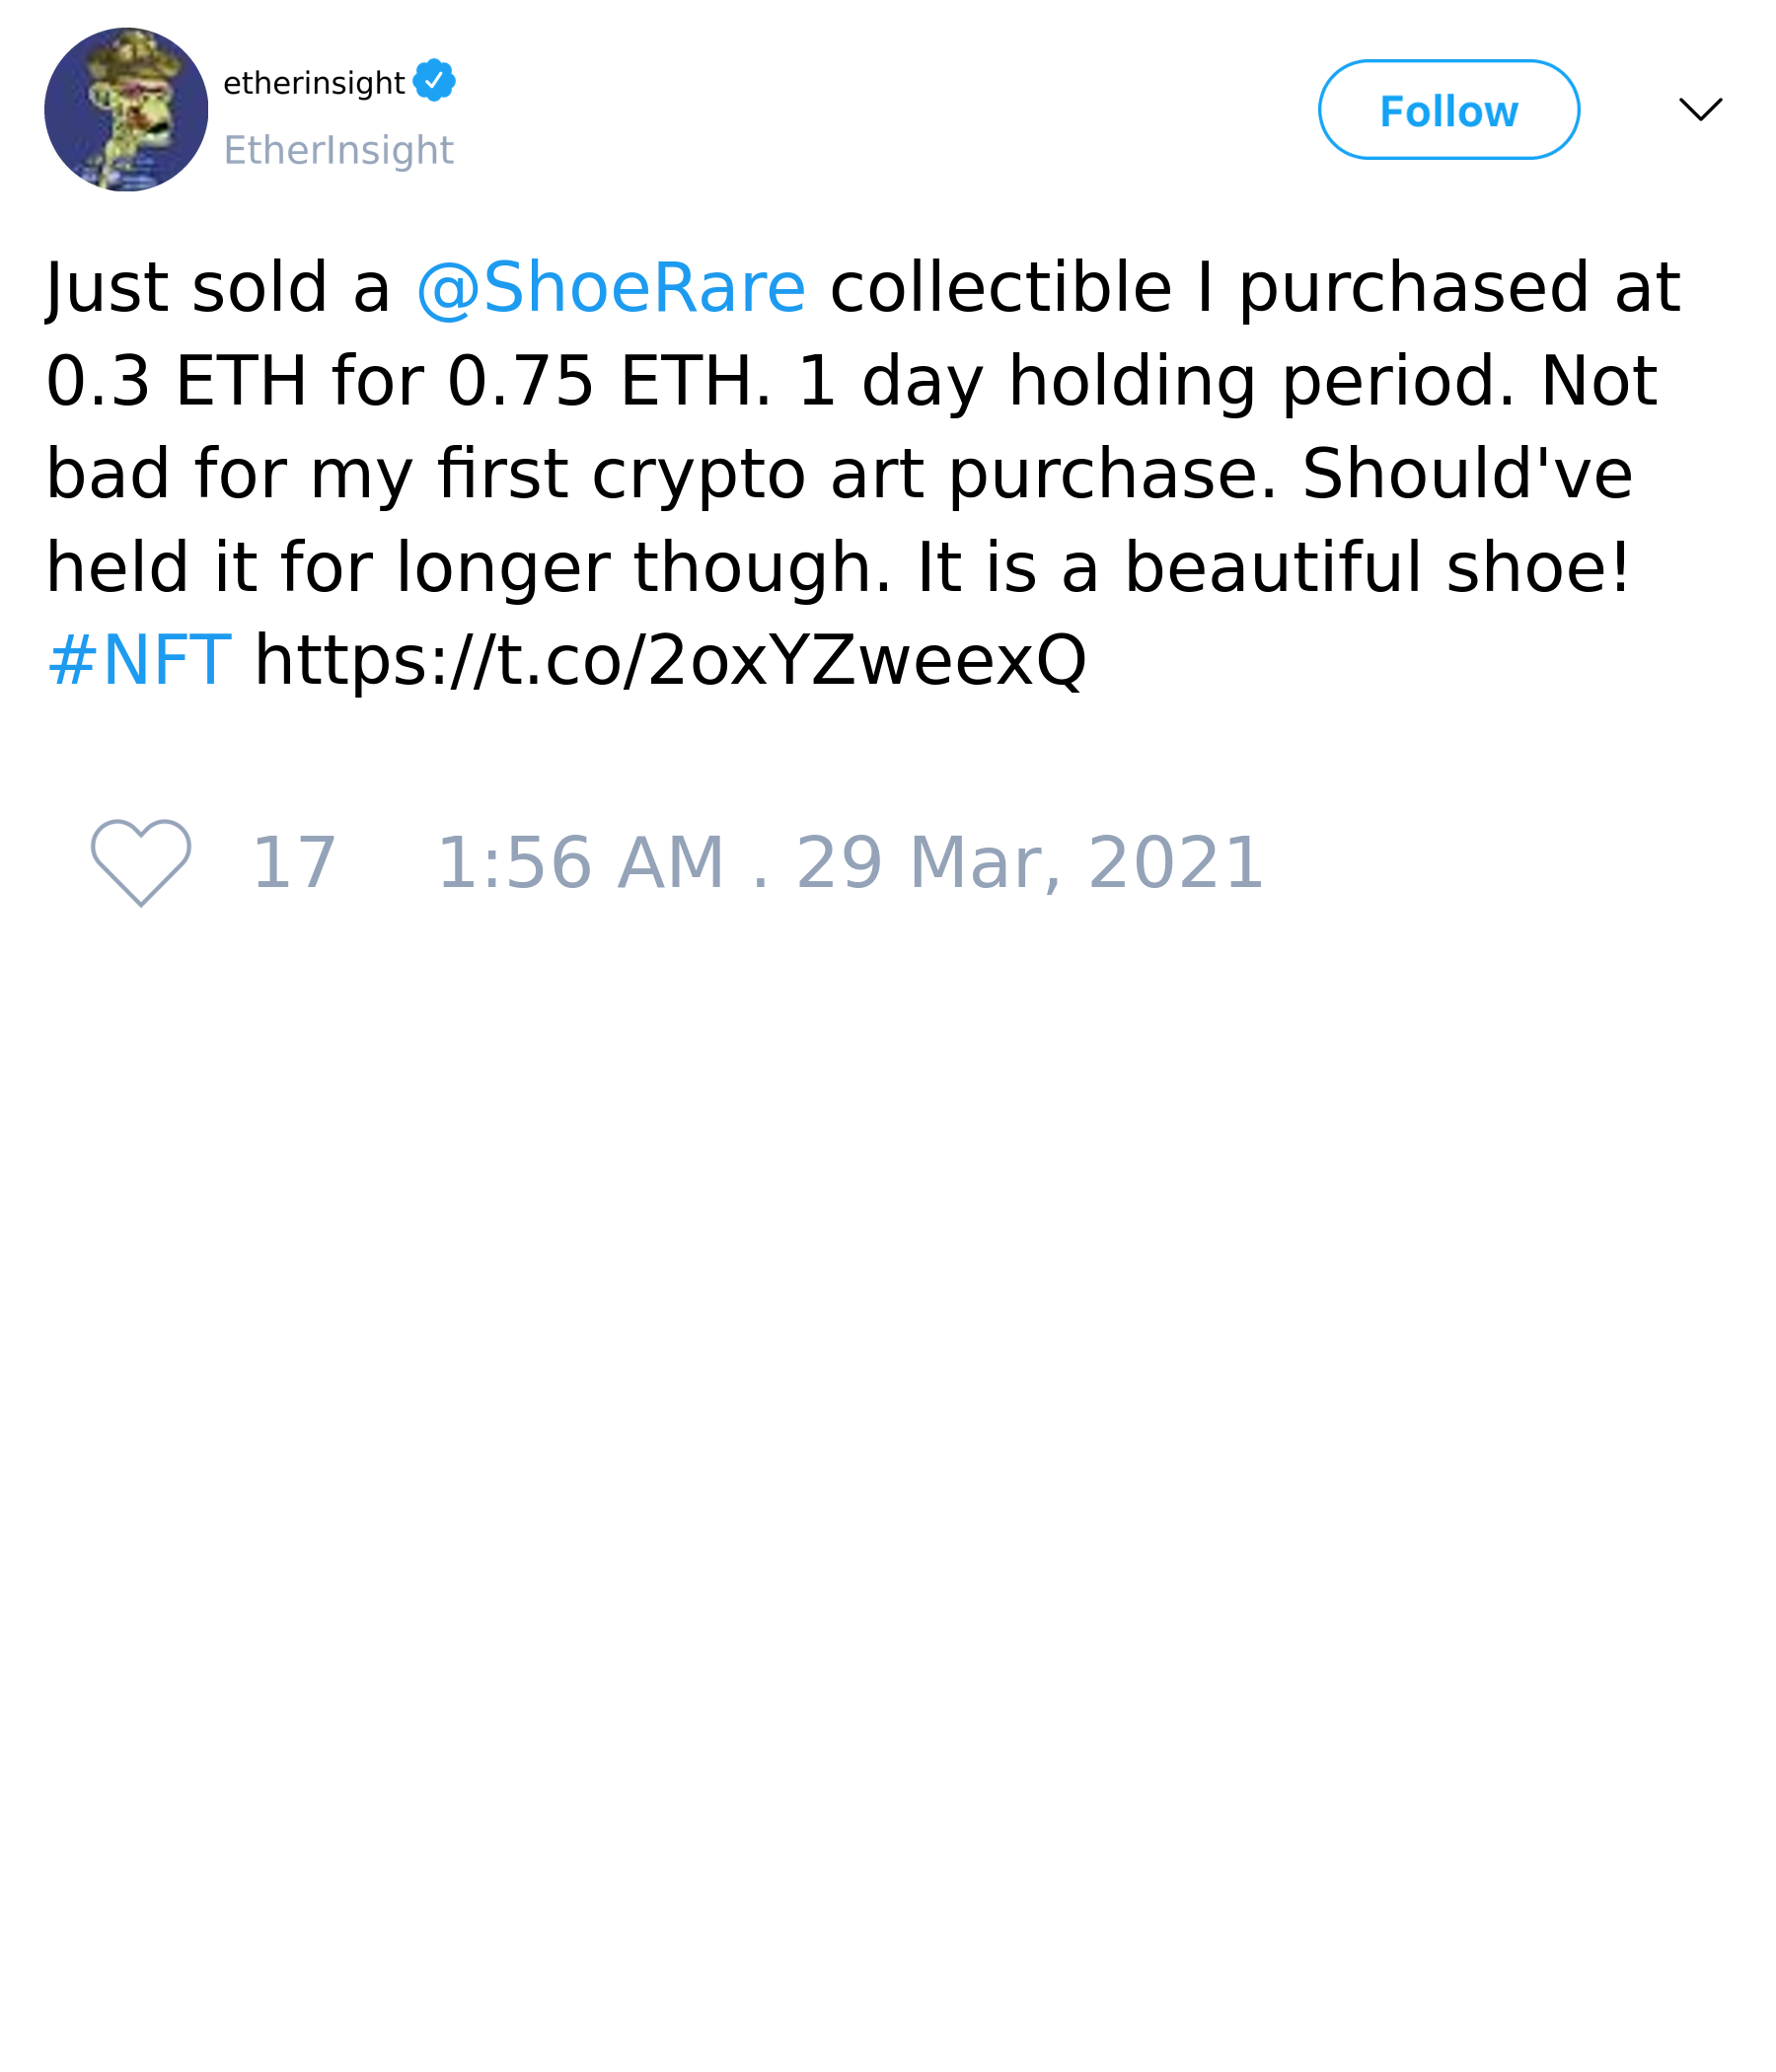 etherinsight
EtherInsight
Follow
Just sold a @ShoeRare collectible I purchased at
0.3 ETH for 0.75 ETH. 1 day holding period. Not
bad for my first crypto art purchase. Should've
held it for longer though. It is a beautiful shoe!
#NFT https://t.co/2oxYZweexQ
17 1:56 AM . 29 Mar, 2021